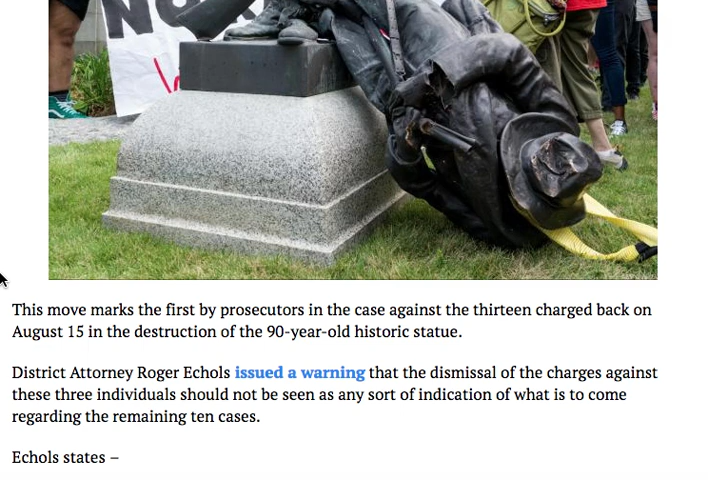 NO
This move marks the first by prosecutors in the case against the thirteen charged back on
August 15 in the destruction of the 90-year-old historic statue.
District Attorney Roger Echols issued a warning that the dismissal of the charges against
these three individuals should not be seen as any sort of indication of what is to come
regarding the remaining ten cases.
Echols states –